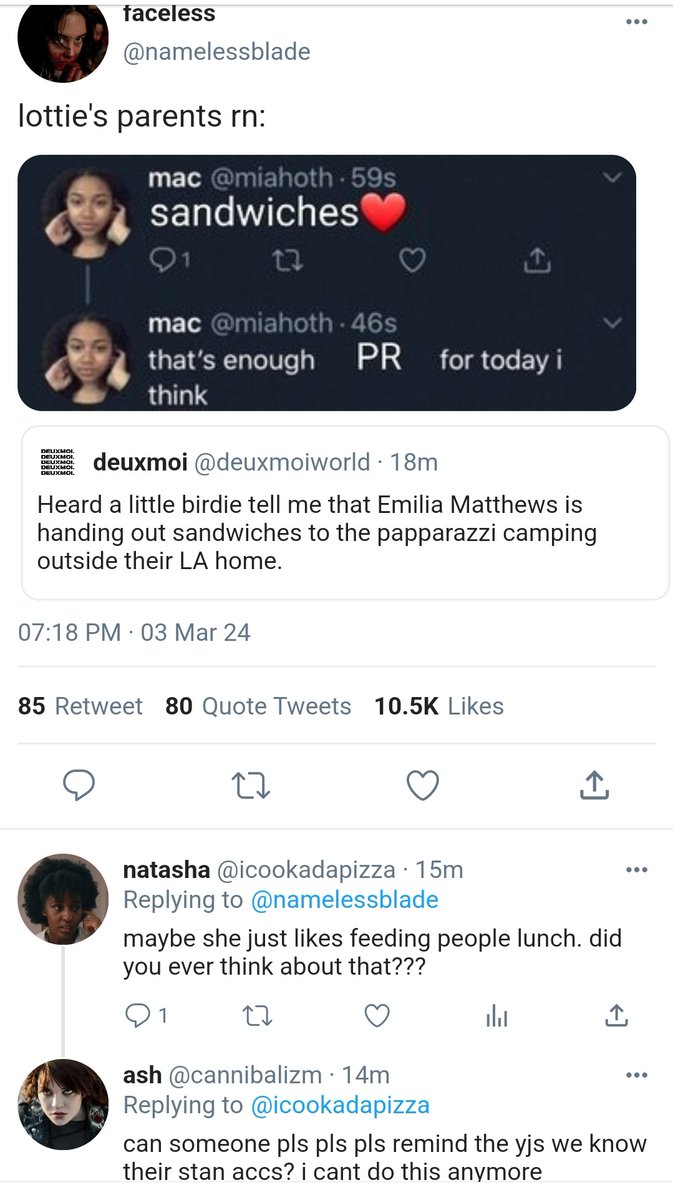 faceless
@namelessblade
lottie's parents rn:
mac @miahoth · 59s
sandwiches❤️
1
mac @miahoth · 46s
that's enough PR for today i
think
DEUXMOI.
DEUXMOI.
DEUXMOI.
DEUXMOI.
DEUXMOI.
deuxmoi @deuxmoiworld · 18m
Heard a little birdie tell me that Emilia Matthews is
handing out sandwiches to the papparazzi camping
outside their LA home.
07:18 PM · 03 Mar 24
85 Retweet 80 Quote Tweets 10.5K Likes
natasha @icookadapizza · 15m
Replying to @namelessblade
maybe she just likes feeding people lunch. did
you ever think about that???
1
ash @cannibalizm · 14m
Replying to @icookadapizza
can someone pls pls pls remind the yjs we know
their stan accs? i cant do this anymore